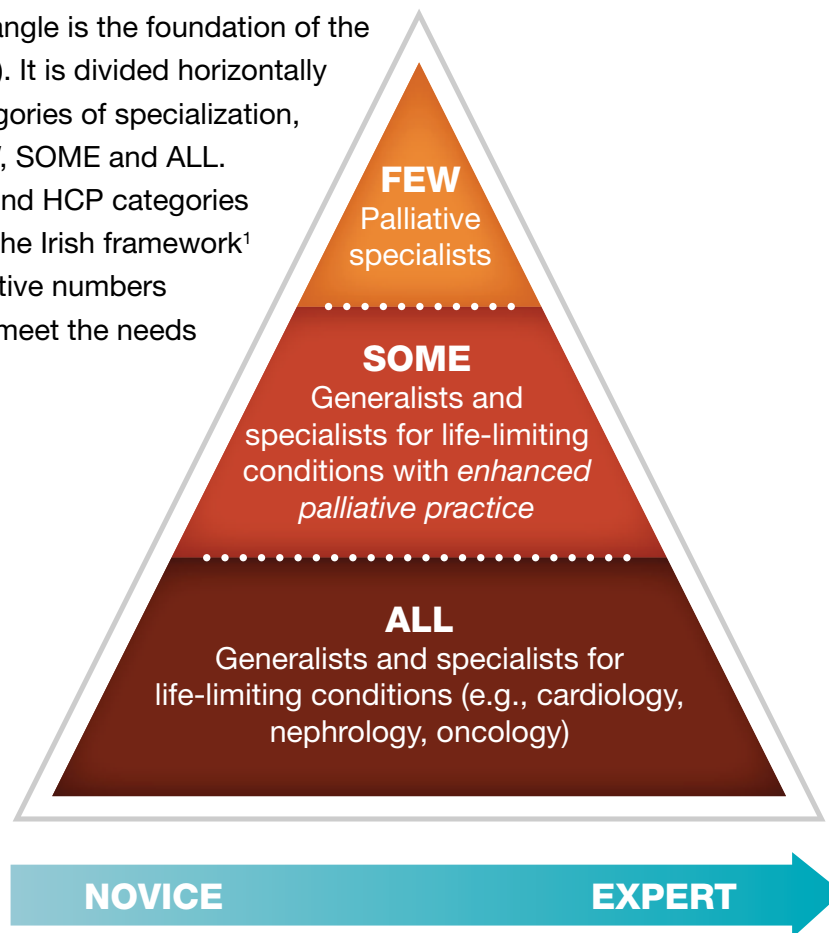 angle is the foundation of the
). It is divided horizontally
gories of specialization,
, SOME and ALL.
nd HCP categories
he Irish framework¹
tive numbers
meet the needs
FEW
Palliative
specialists
SOME
Generalists and
specialists for life-limiting
conditions with enhanced
palliative practice
ALL
Generalists and specialists for
life-limiting conditions (e.g., cardiology,
nephrology, oncology)
NOVICE
EXPERT